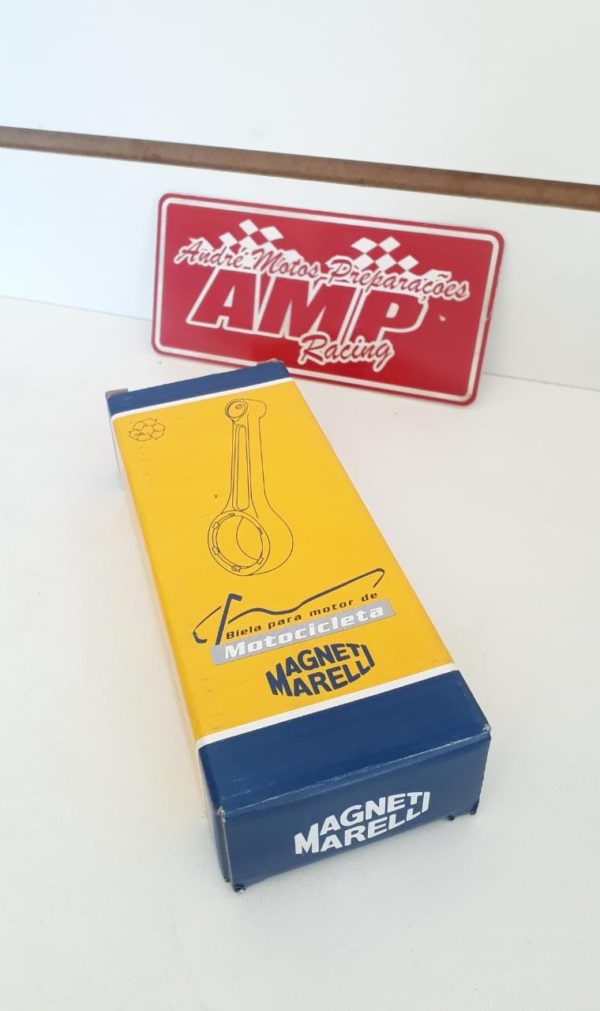 André Motos Preparações
AMP
Racing
Biela para motor de
Motocicleta
MAGNETI
MARELLI
MAGNETI
MARELLI